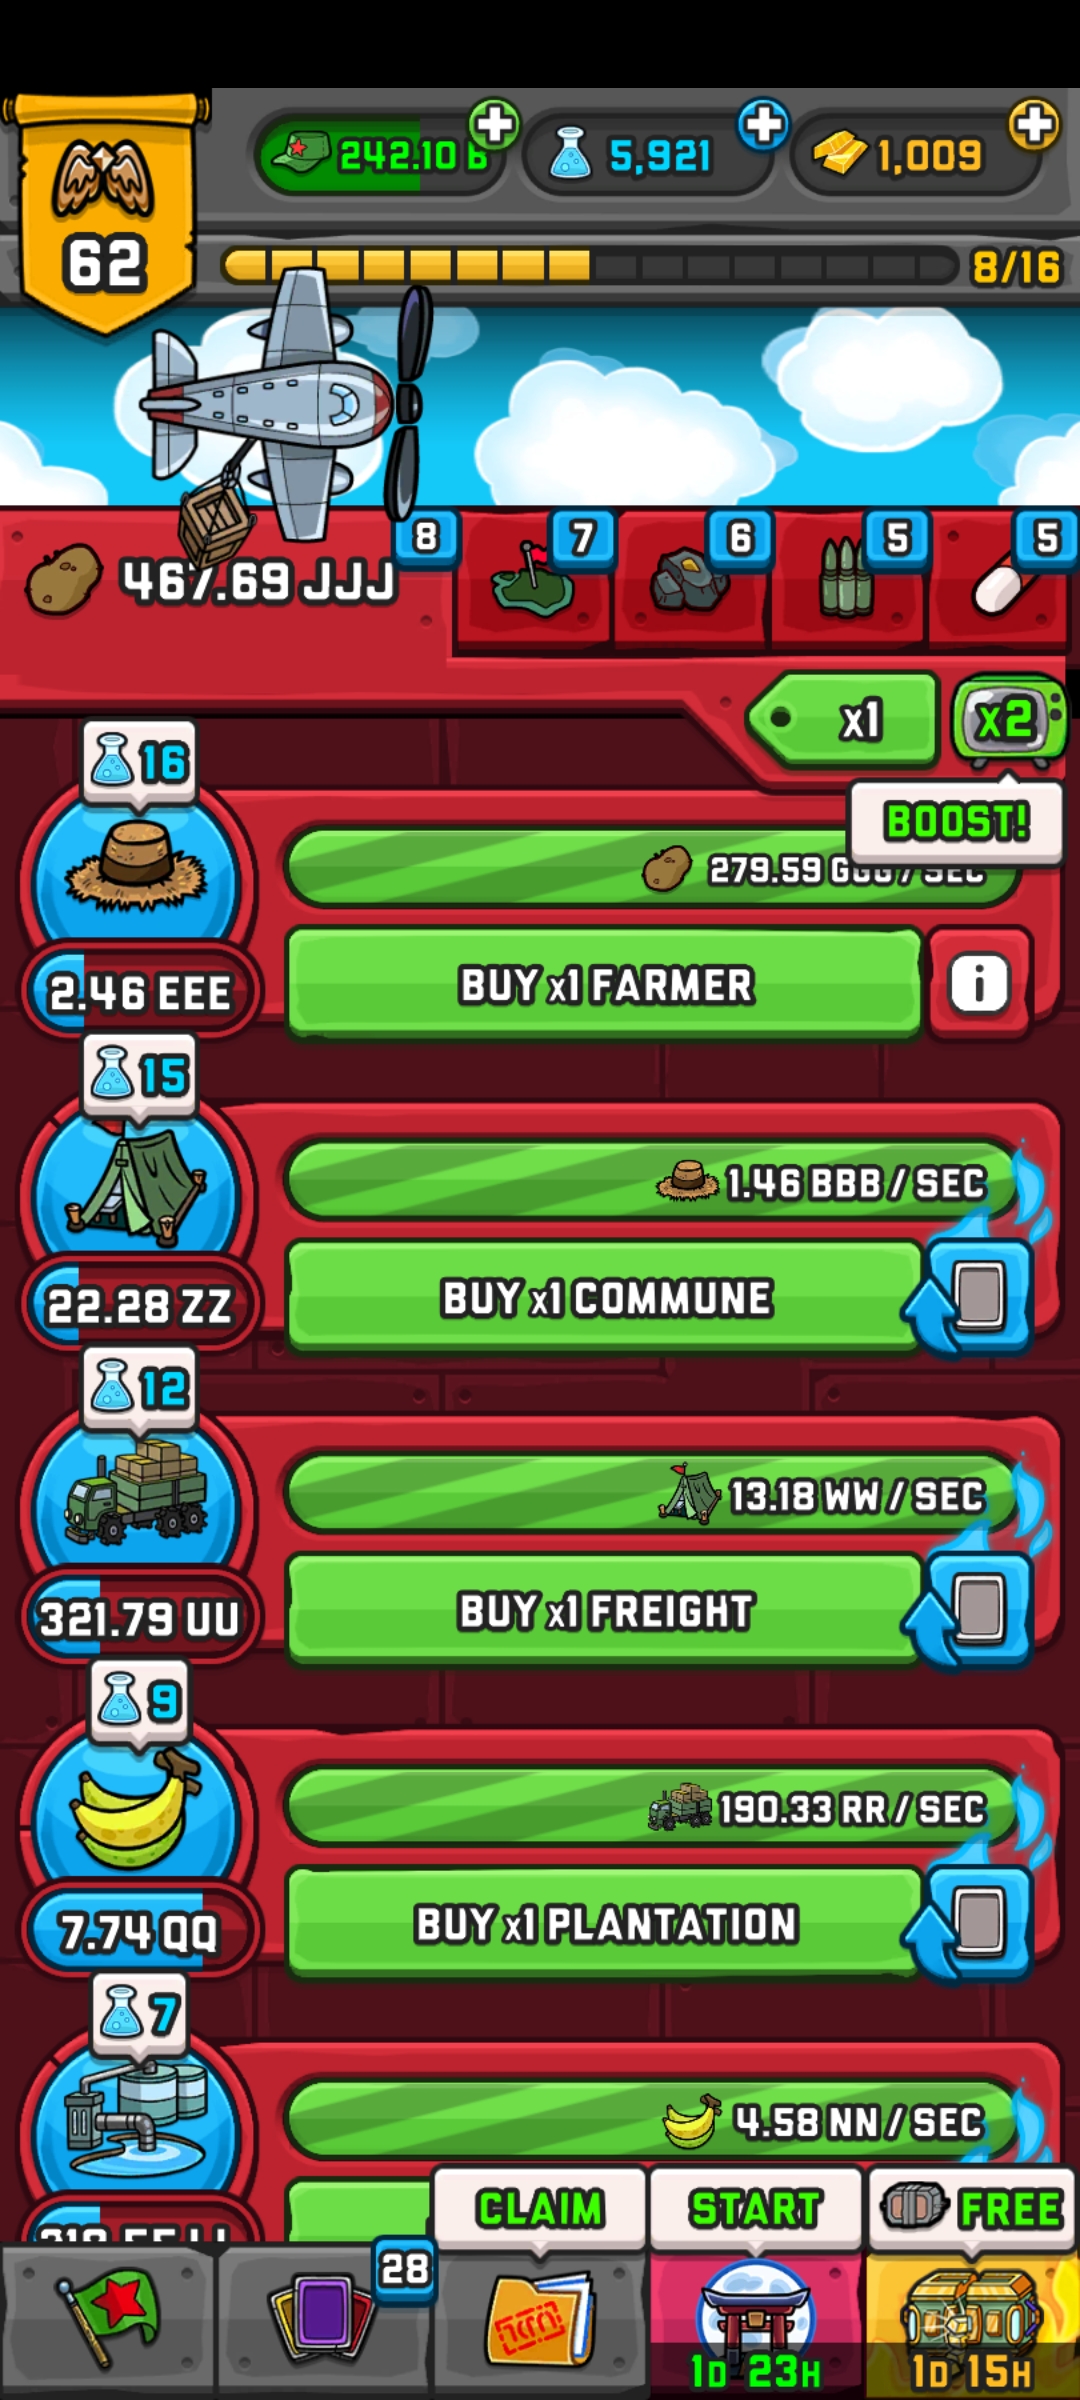 242.10 B
5,921
1,009
62
8/16
467.69 JJJ
8
7
6
5
5
x1
x2
BOOST!
16
279.59 GGG / SEC
2.46 EEE
BUY x1 FARMER
i
15
1.46 BBB / SEC
22.28 ZZ
BUY x1 COMMUNE
12
13.18 WW / SEC
321.79 UU
BUY x1 FREIGHT
9
190.33 RR / SEC
7.74 QQ
BUY x1 PLANTATION
7
4.58 NN / SEC
CLAIM
START
FREE
28
1D 23H
1D 15H